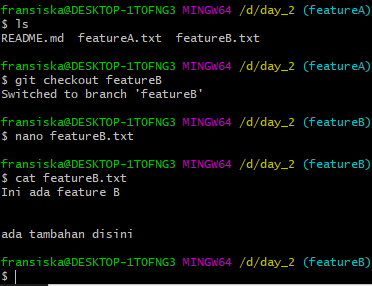 fransiska@DESKTOP-1TOFNG3 MINGW64 /d/day_2 (featureA)
$ ls
README.md  featureA.txt  featureB.txt
fransiska@DESKTOP-1TOFNG3 MINGW64 /d/day_2 (featureA)
$ git checkout featureB
Switched to branch 'featureB'
fransiska@DESKTOP-1TOFNG3 MINGW64 /d/day_2 (featureB)
$ nano featureB.txt
fransiska@DESKTOP-1TOFNG3 MINGW64 /d/day_2 (featureB)
$ cat featureB.txt
Ini ada feature B
ada tambahan disini
fransiska@DESKTOP-1TOFNG3 MINGW64 /d/day_2 (featureB)
$